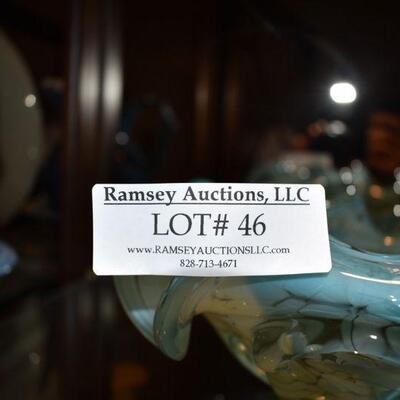 Ramsey Auctions, LLC
LOT# 46
www.RAMSEYAUCTIONSLLC.com
828-713-4671